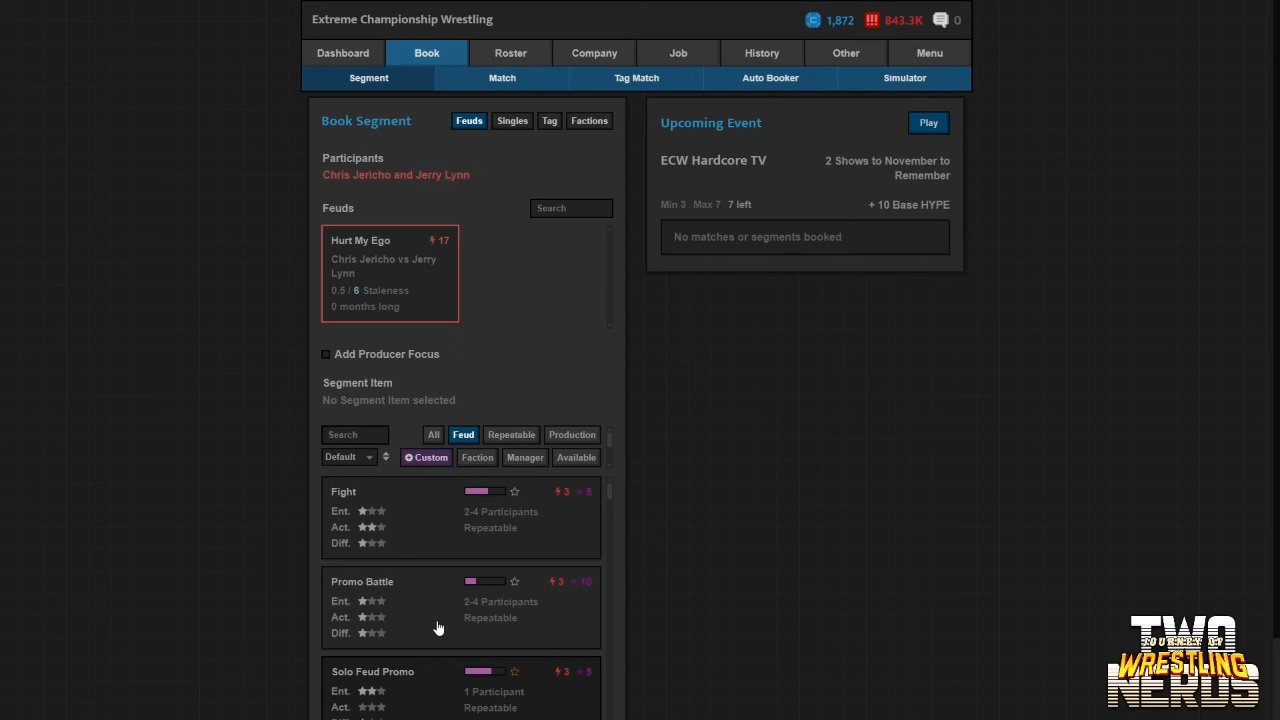 Extreme Championship Wrestling
1,872
843.3K
0
Dashboard
Book
Roster
Company
Job
History
Other
Menu
Segment
Match
Tag Match
Auto Booker
Simulator
Book Segment
Feuds
Singles
Tag
Factions
Participants
Chris Jericho and Jerry Lynn
Feuds
Search
Hurt My Ego
17
Chris Jericho vs Jerry
Lynn
0.5 / 6 Staleness
0 months long
Add Producer Focus
Segment Item
No Segment Item selected
Search
All
Feud
Repeatable
Production
Default
Custom
Faction
Manager
Available
Fight
3
5
Ent.
2-4 Participants
Act.
Repeatable
Diff.
Promo Battle
3
10
Ent.
2-4 Participants
Act.
Repeatable
Diff.
Solo Feud Promo
3
5
Ent.
1 Participant
Act.
Upcoming Event
Play
ECW Hardcore TV
2 Shows to November to
Remember
Min 3 Max 7 7 left
+ 10 Base HYPE
No matches or segments booked
TWO
JOURNEY OF
WRESTLING
NERDS